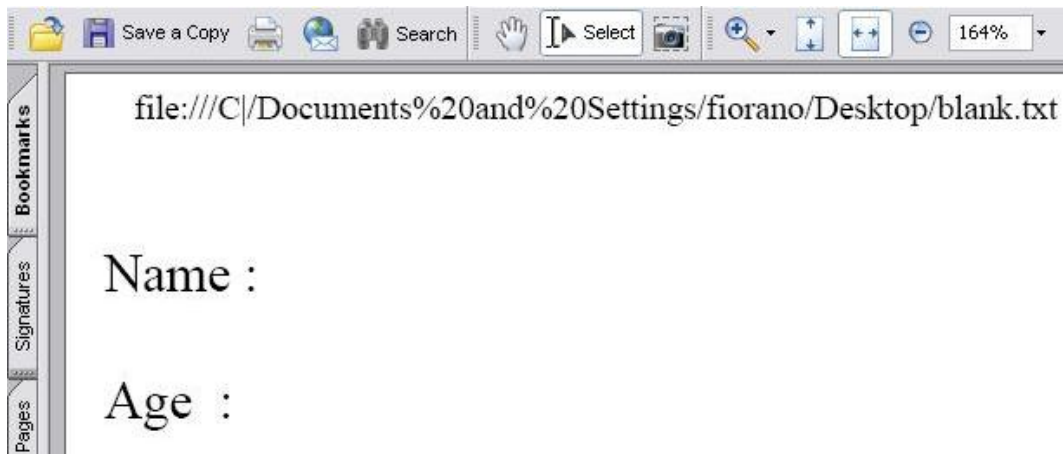 Save a Copy Search Select 164%
Bookmarks
Signatures
Pages
file:///C|/Documents%20and%20Settings/fiorano/Desktop/blank.txt
Name :
Age :